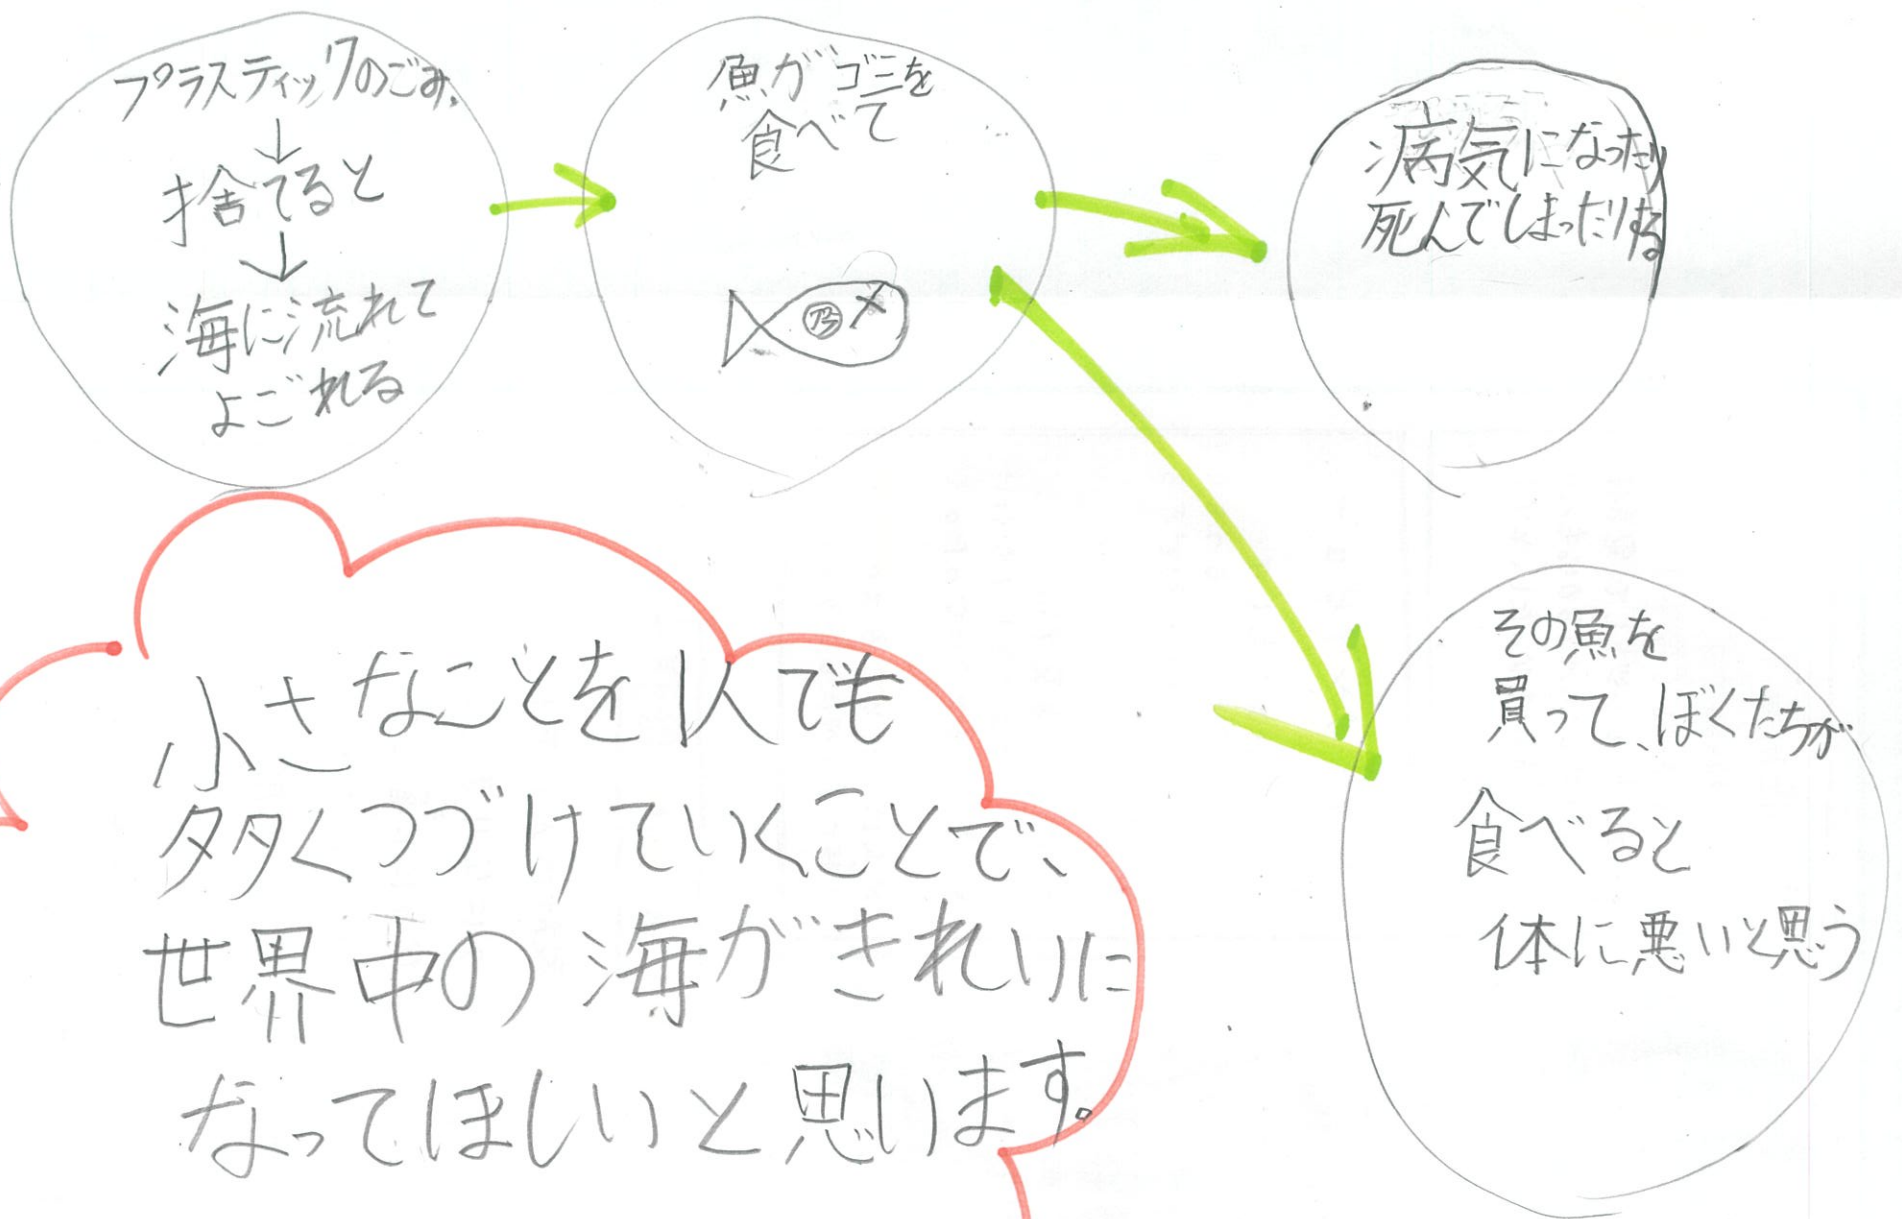 プラスティックのごみ。
↓
捨てると
↓
海に流れて
よごれる
魚がゴミを
食べて
病気になったり
死んでしまったりする
その魚を
買って、ぼくたちが
食べると
体に悪いと思う
小さなことを1人でも
多くつづけていくことで、
世界中の海がきれいに
なってほしいと思います。